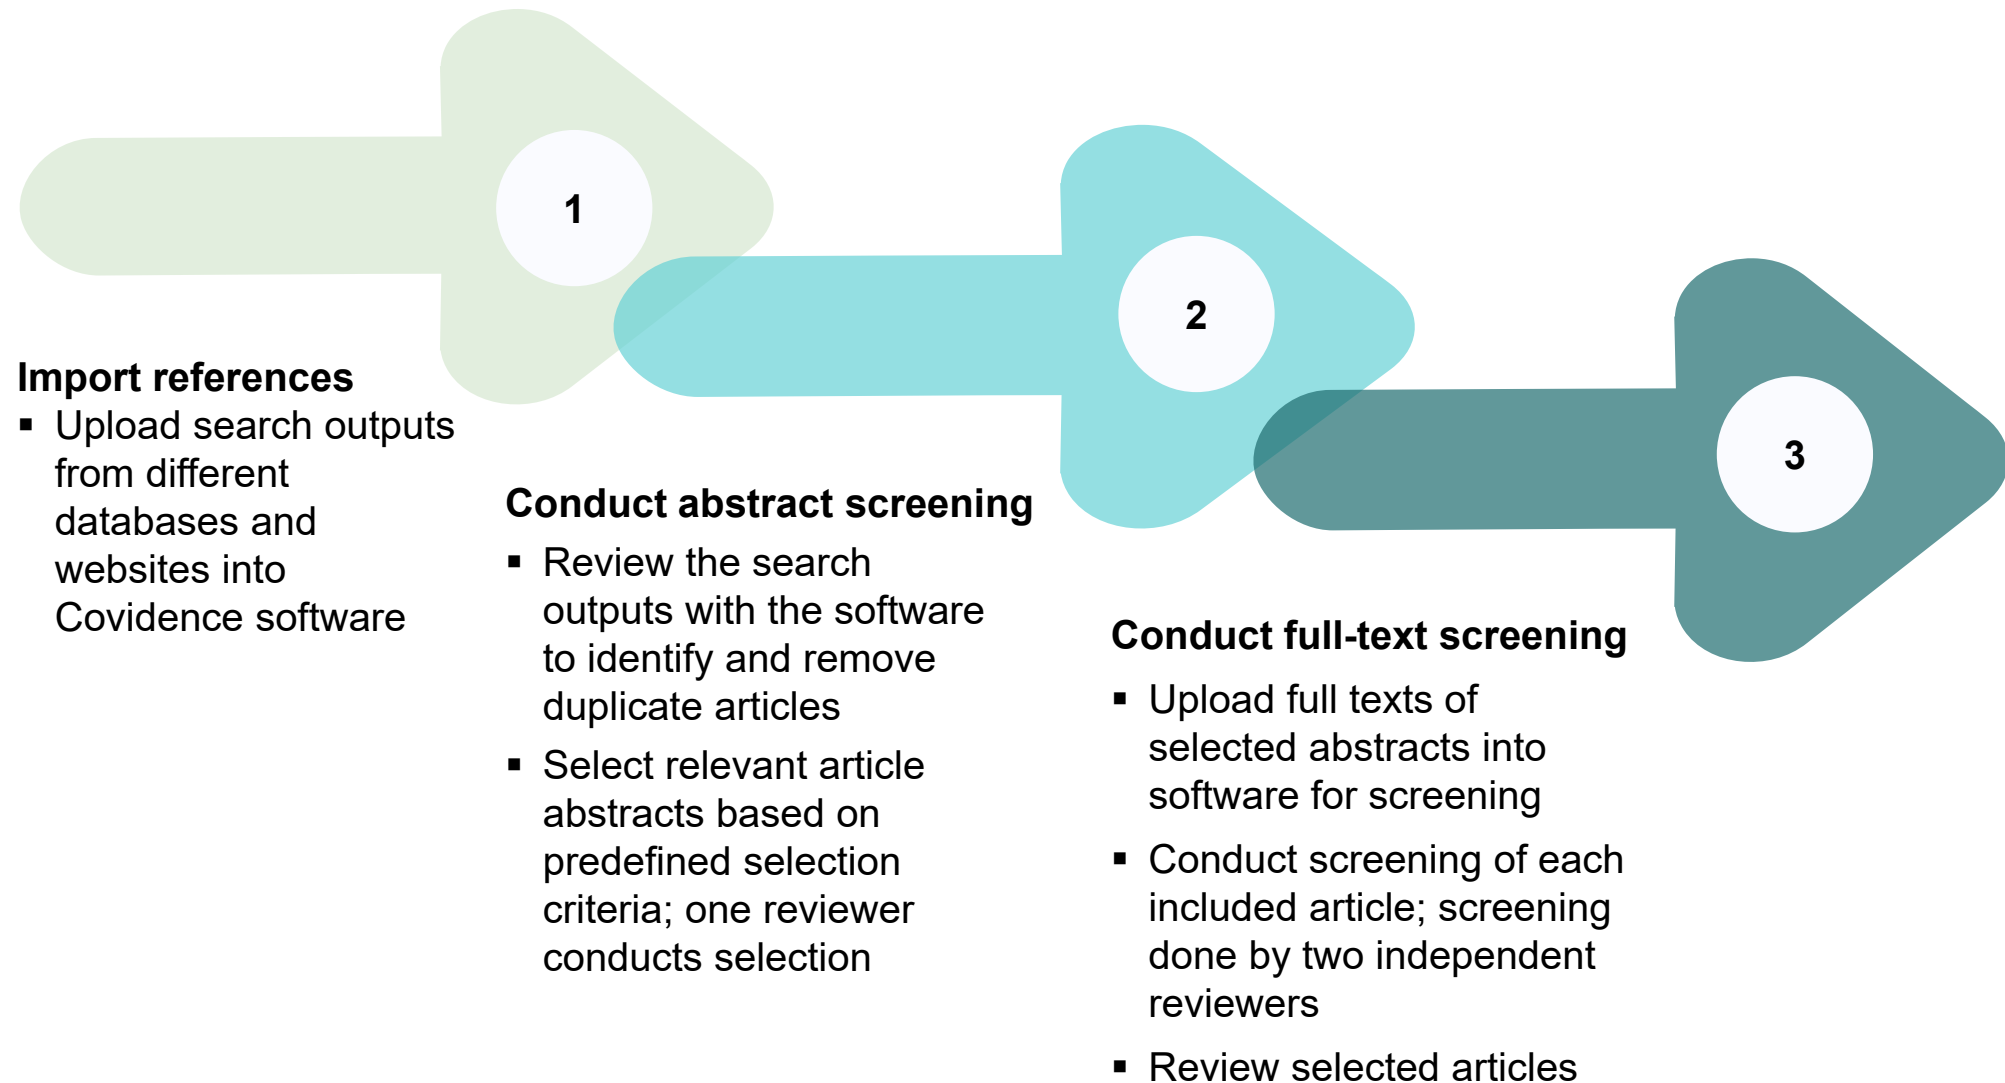 1
2
3
Import references
▪ Upload search outputs
from different
databases and
websites into
Covidence software
Conduct abstract screening
▪ Review the search
outputs with the software
to identify and remove
duplicate articles
▪ Select relevant article
abstracts based on
predefined selection
criteria; one reviewer
conducts selection
Conduct full-text screening
▪ Upload full texts of
selected abstracts into
software for screening
▪ Conduct screening of each
included article; screening
done by two independent
reviewers
▪ Review selected articles